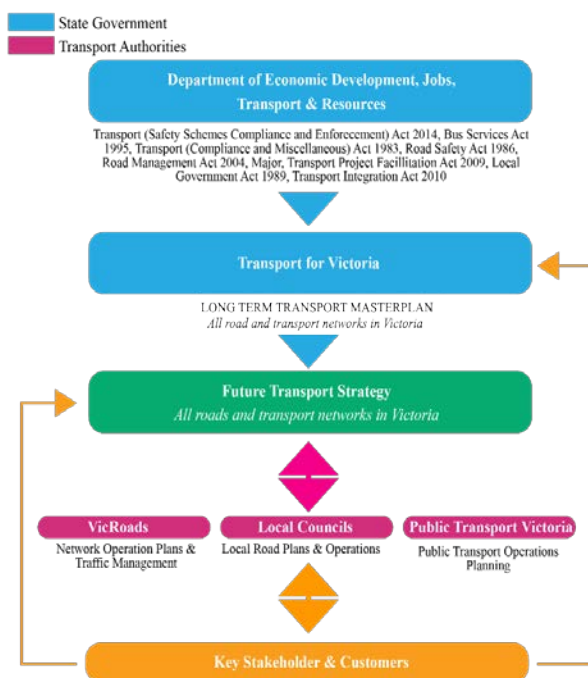 State Government
Transport Authorities
Department of Economic Development, Jobs,
Transport & Resources
Transport (Safety Schemes Compliance and Enforecement) Act 2014, Bus Services Act
1995, Transport (Compliance and Miscellaneous) Act 1983, Road Safety Act 1986,
Road Management Act 2004, Major, Transport Project Facillitation Act 2009, Local
Government Act 1989, Transport Integration Act 2010
Transport for Victoria
LONG TERM TRANSPORT MASTERPLAN
All road and transport networks in Victoria
Future Transport Strategy
All roads and transport networks in Victoria
VicRoads
Network Operation Plans &
Traffic Management
Local Councils
Local Road Plans & Operations
Public Transport Victoria
Public Transport Operations
Planning
Key Stakeholder & Customers